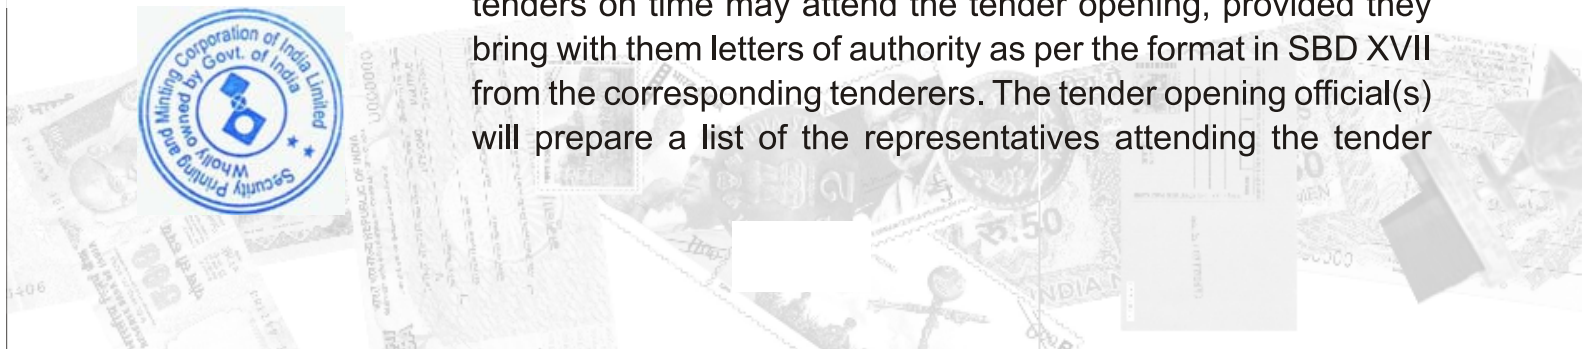 tenders on time may attend the tender opening, provided they
bring with them letters of authority as per the format in SBD XVII
from the corresponding tenderers. The tender opening official(s)
will prepare a list of the representatives attending the tender
Security Printing and Minting Corporation of India Limited
Wholly owned by Govt. of India